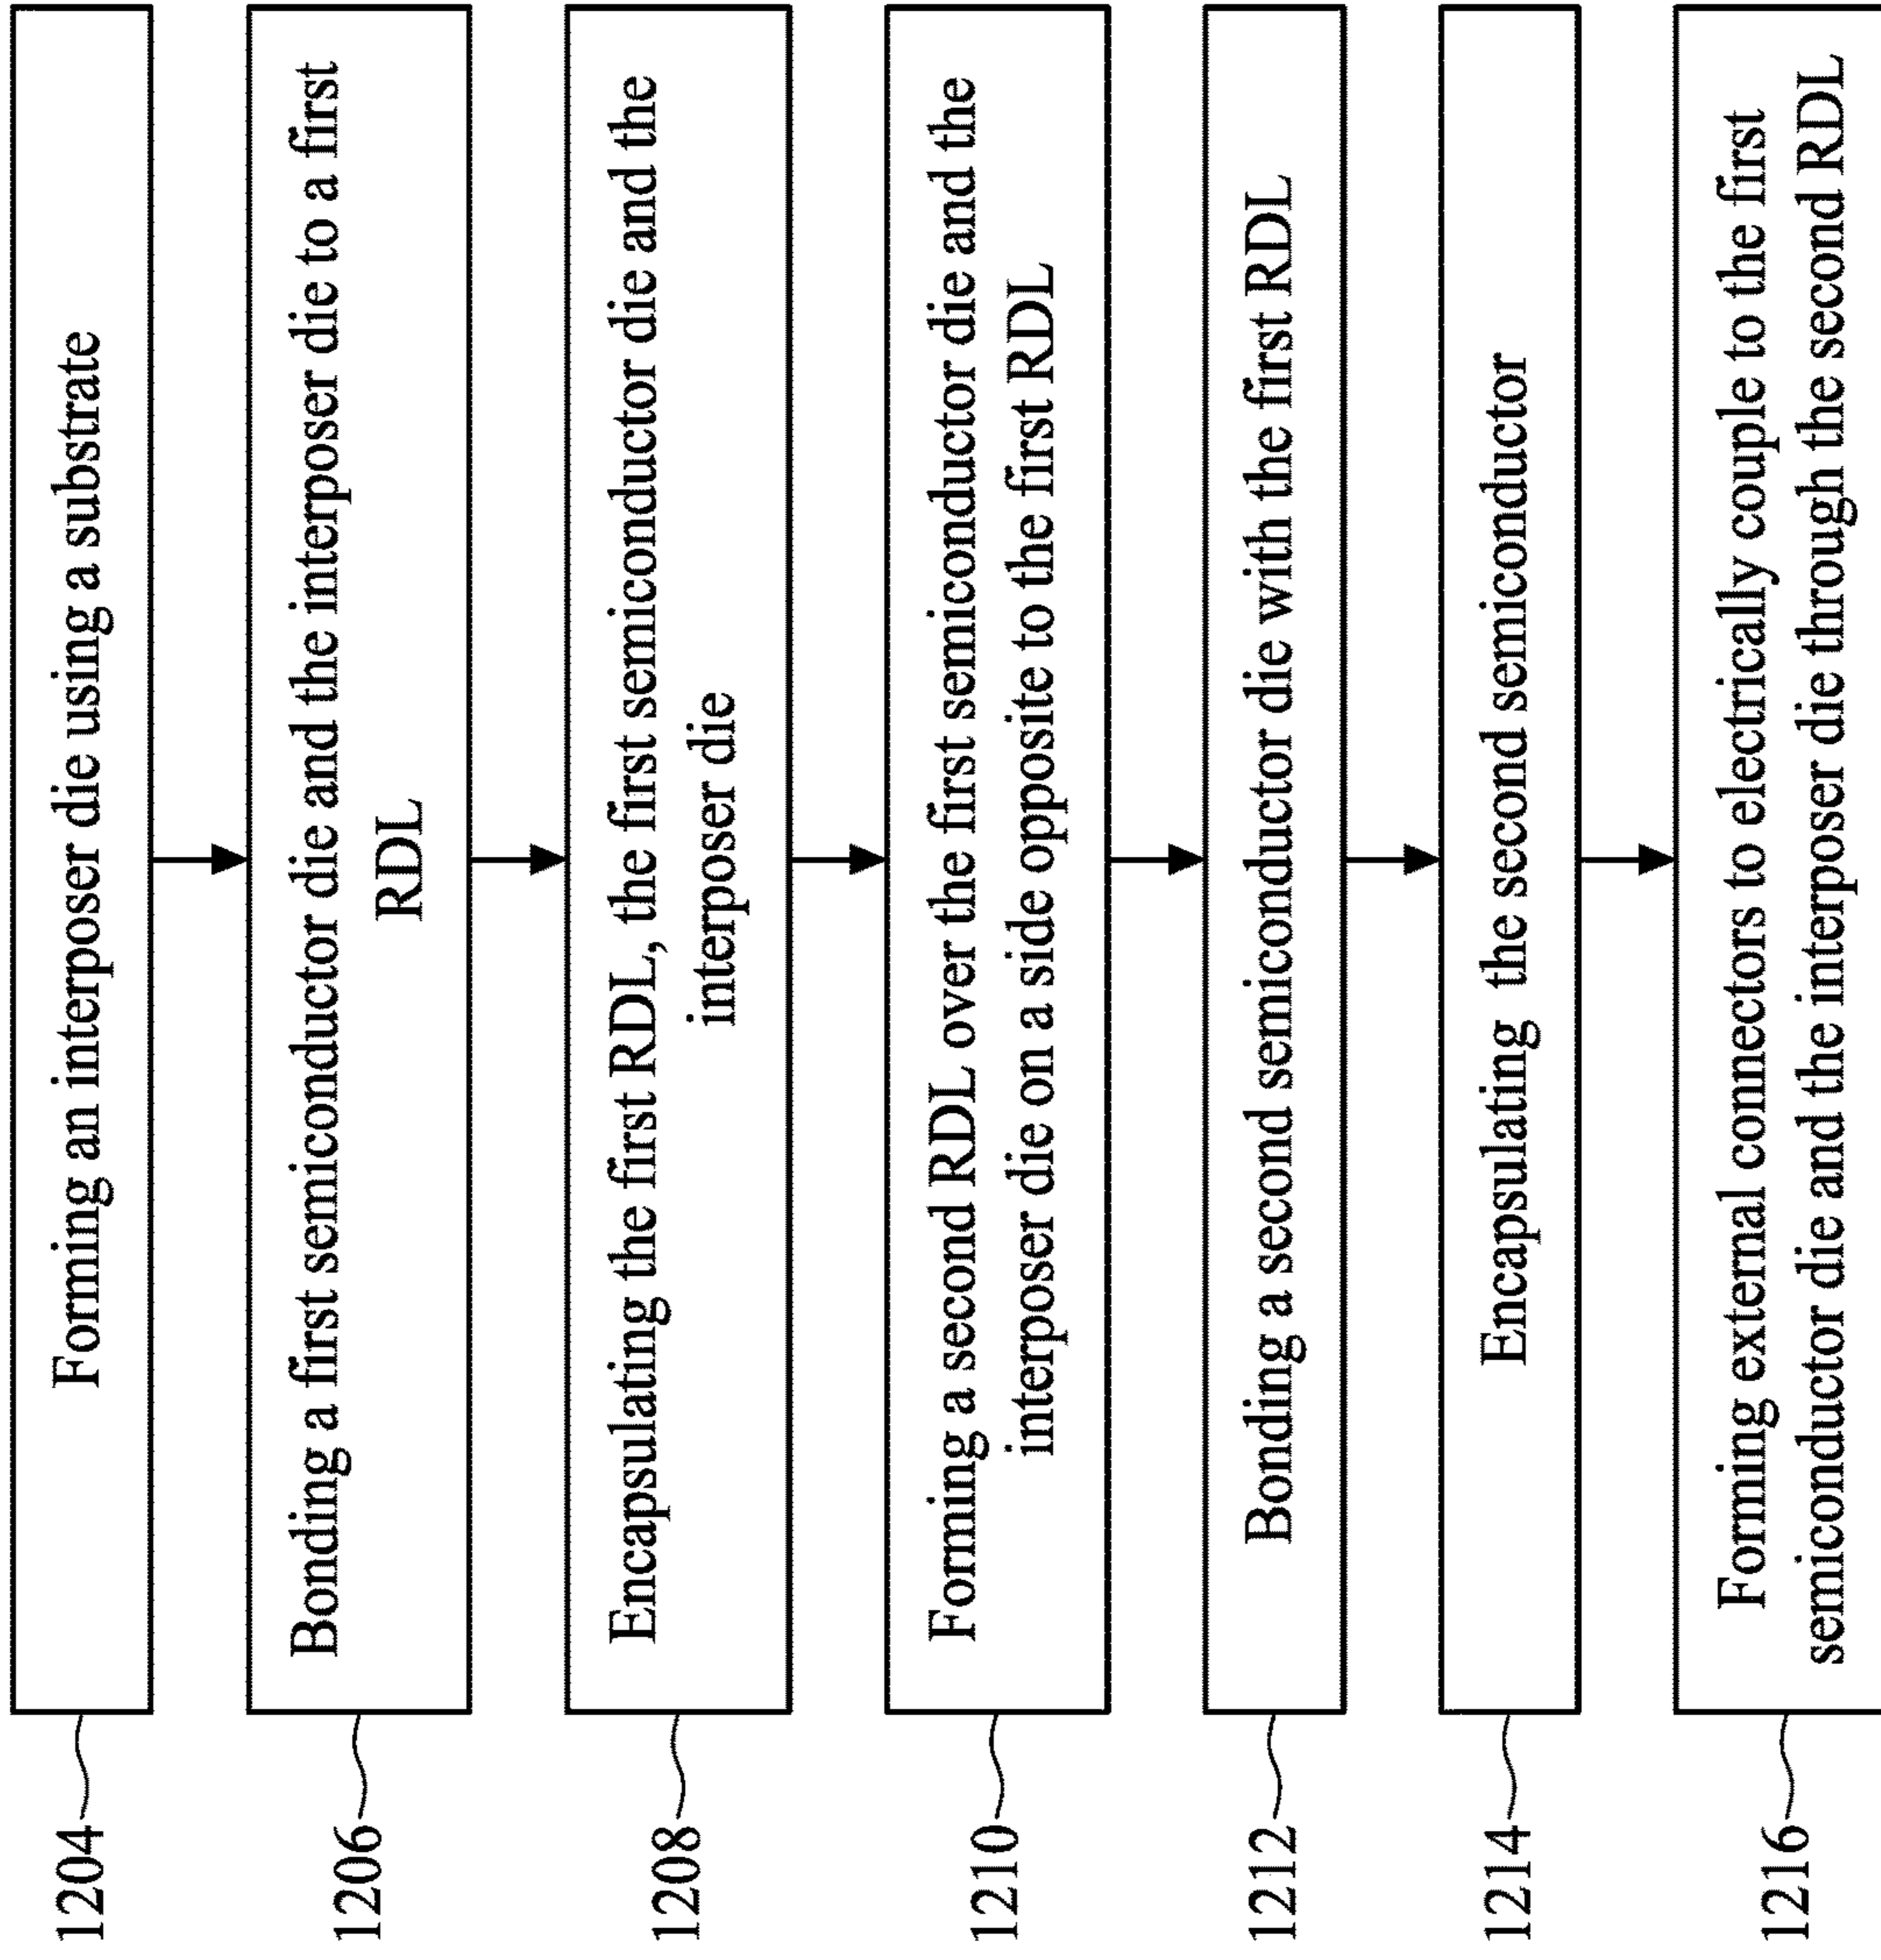 1204
Forming an interposer die using a substrate
1206
Bonding a first semiconductor die and the interposer die to a first
RDL
1208
Encapsulating the first RDL, the first semiconductor die and the
interposer die
1210
Forming a second RDL over the first semiconductor die and the
interposer die on a side opposite to the first RDL
1212
Bonding a second semiconductor die with the first RDL
1214
Encapsulating the second semiconductor
1216
Forming external connectors to electrically couple to the first
semiconductor die and the interposer die through the second RDL